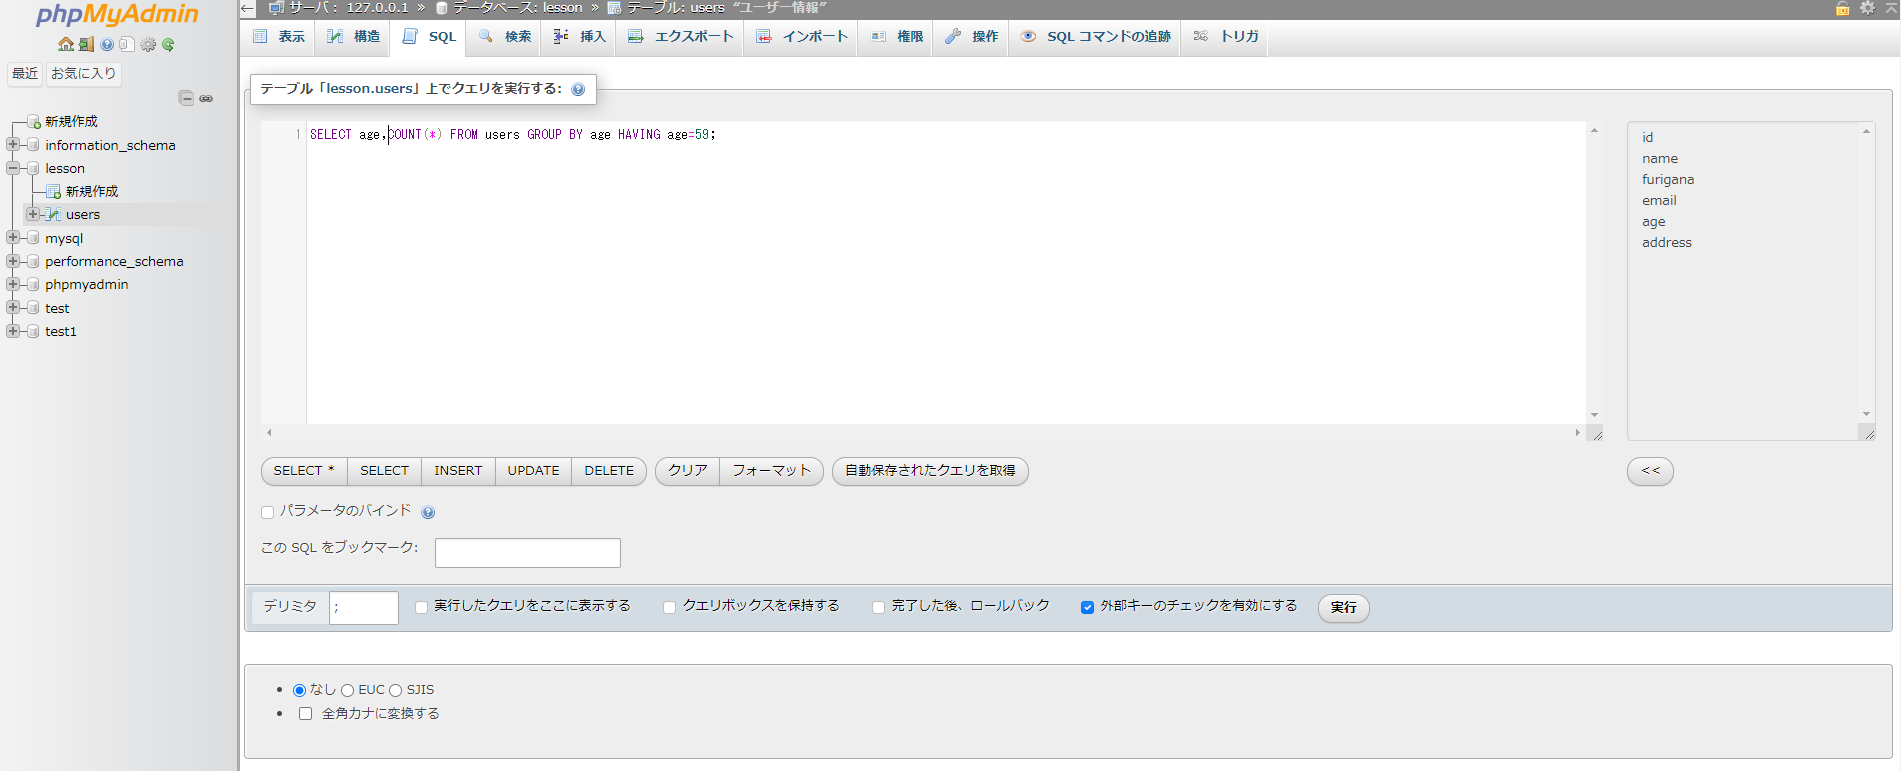 phpMyAdmin
最近 お気に入り
新規作成
information_schema
lesson
新規作成
users
mysql
performance_schema
phpmyadmin
test
test1
サーバ: 127.0.0.1 » データベース: lesson » テーブル: users “ユーザー情報”
表示 構造 SQL 検索 挿入 エクスポート インポート 権限 操作 SQL コマンドの追跡 トリガ
テーブル「lesson.users」上でクエリを実行する:
1 SELECT age,COUNT(*) FROM users GROUP BY age HAVING age=59;
id
name
furigana
email
age
address
SELECT * SELECT INSERT UPDATE DELETE クリア フォーマット 自動保存されたクエリを取得 <<
パラメータのバインド
この SQL をブックマーク:
デリミタ ; 実行したクエリをここに表示する クエリボックスを保持する 完了した後、ロールバック 外部キーのチェックを有効にする 実行
なし EUC SJIS
全角カナに変換する